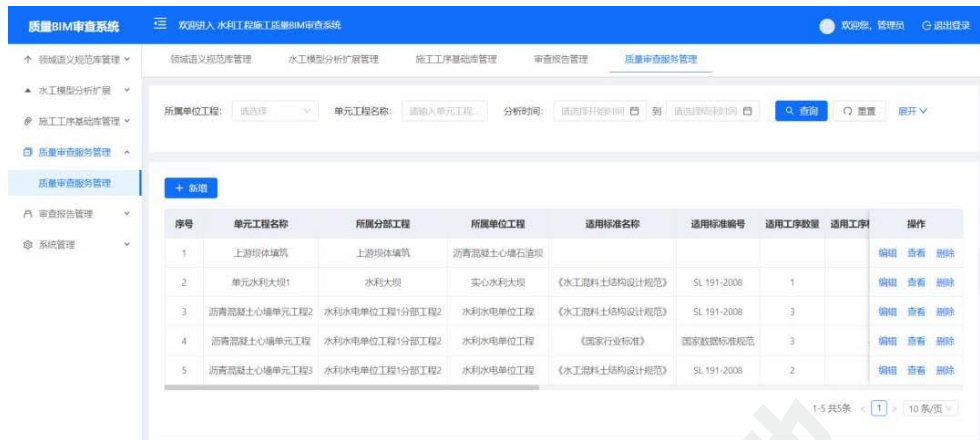 质量BIM审查系统
欢迎进入 水利工程施工质量BIM审查系统
欢迎您，管理员 退出登录
领域语义规范库管理
水工模型分析扩展
施工工序基础库管理
质量审查服务管理
质量审查服务管理
审查报告管理
系统管理
领域语义规范库管理 水工模型分析扩展管理 施工工序基础库管理 审查报告管理 质量审查服务管理
所属单位工程： 请选择 单元工程名称： 请输入单元工程... 分析时间： 请选择开始时间 到 请选择结束时间 查询 重置 展开
+ 新增
序号 单元工程名称 所属分部工程 所属单位工程 适用标准名称 适用标准编号 适用工序数量 适用工序 操作
1 上游坝体填筑 上游坝体填筑 沥青混凝土心墙石渣坝 编辑 查看 删除
2 单元水利大坝1 水利大坝 实心水利大坝 《水工混料土结构设计规范》 SL 191-2008 1 编辑 查看 删除
3 沥青混凝土心墙单元工程2 水利水电单位工程1分部工程2 水利水电单位工程 《水工混料土结构设计规范》 SL 191-2008 3 编辑 查看 删除
4 沥青混凝土心墙单元工程 水利水电单位工程1分部工程2 水利水电单位工程 《国家行业标准》 国家数据标准规范 3 编辑 查看 删除
5 沥青混凝土心墙单元工程3 水利水电单位工程1分部工程2 水利水电单位工程 《水工混料土结构设计规范》 SL 191-2008 2 编辑 查看 删除
1-5 共5条 < 1 > 10 条/页